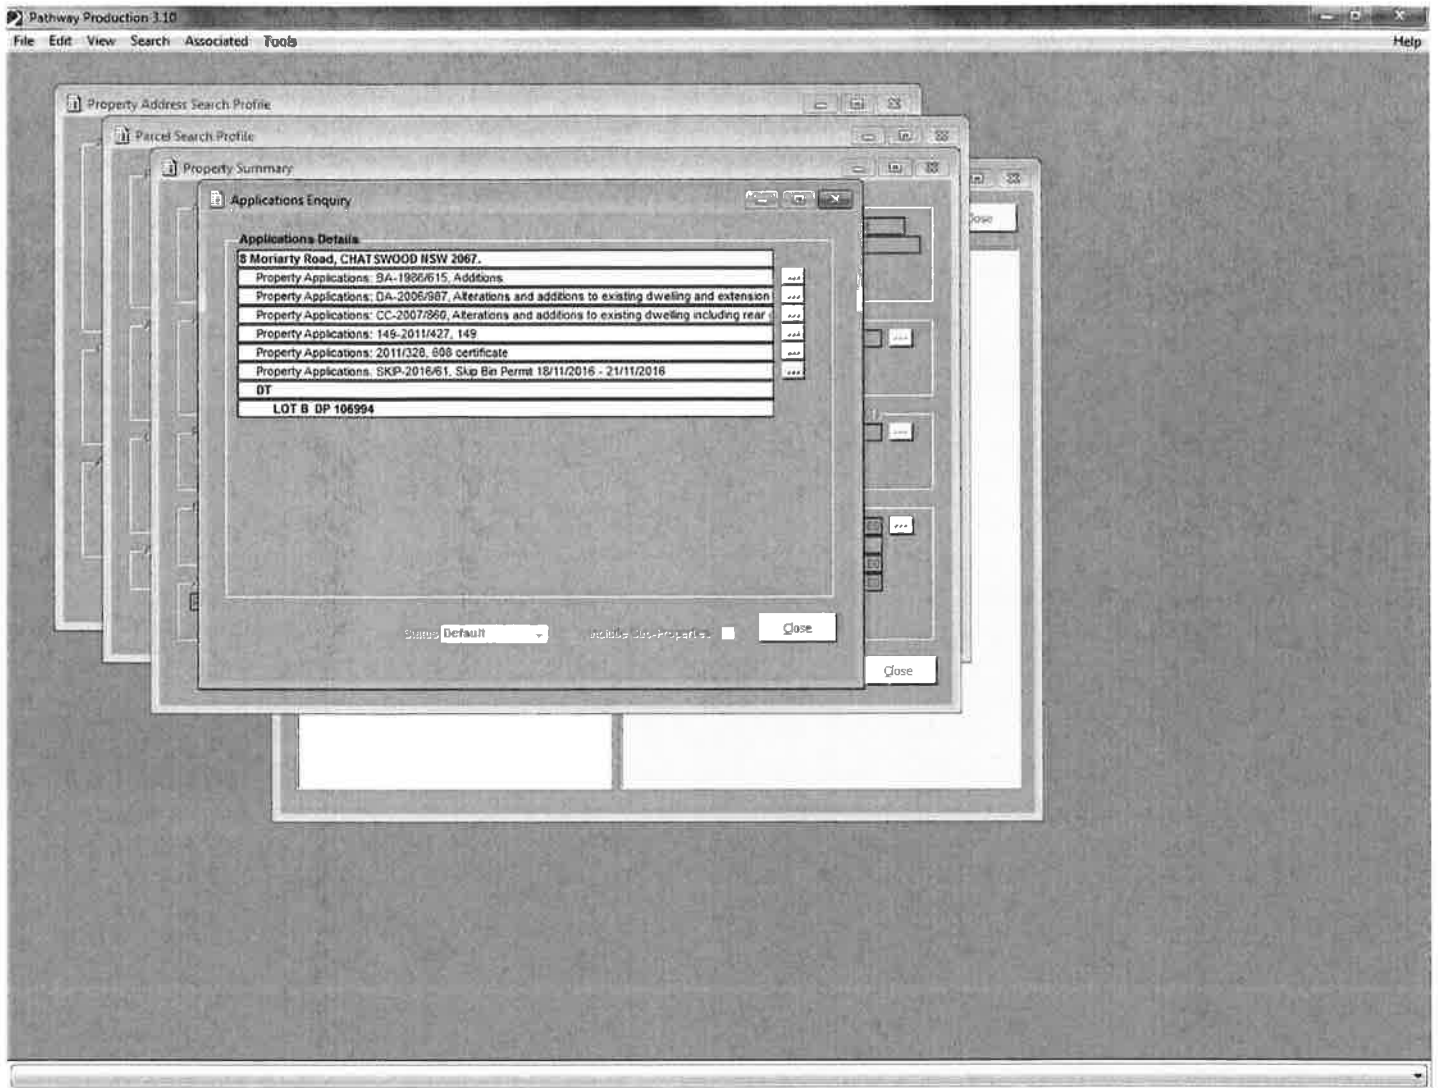 Pathway Production 3.10
File Edit View Search Associated Tools Help
Property Address Search Profile
Parcel Search Profile
Property Summary
Applications Enquiry
Close
Applications Details
8 Moriarty Road, CHATSWOOD NSW 2067.
Property Applications: BA-1986/615, Additions
Property Applications: DA-2006/987, Alterations and additions to existing dwelling and extension
Property Applications: CC-2007/860, Alterations and additions to existing dwelling including rear
Property Applications: 149-2011/427, 149
Property Applications: 2011/328, 608 certificate
Property Applications: SKIP-2016/61, Skip Bin Permit 18/11/2016 - 21/11/2016
DT
LOT B DP 106994
Status Default Include Sub-Properties Close
Close